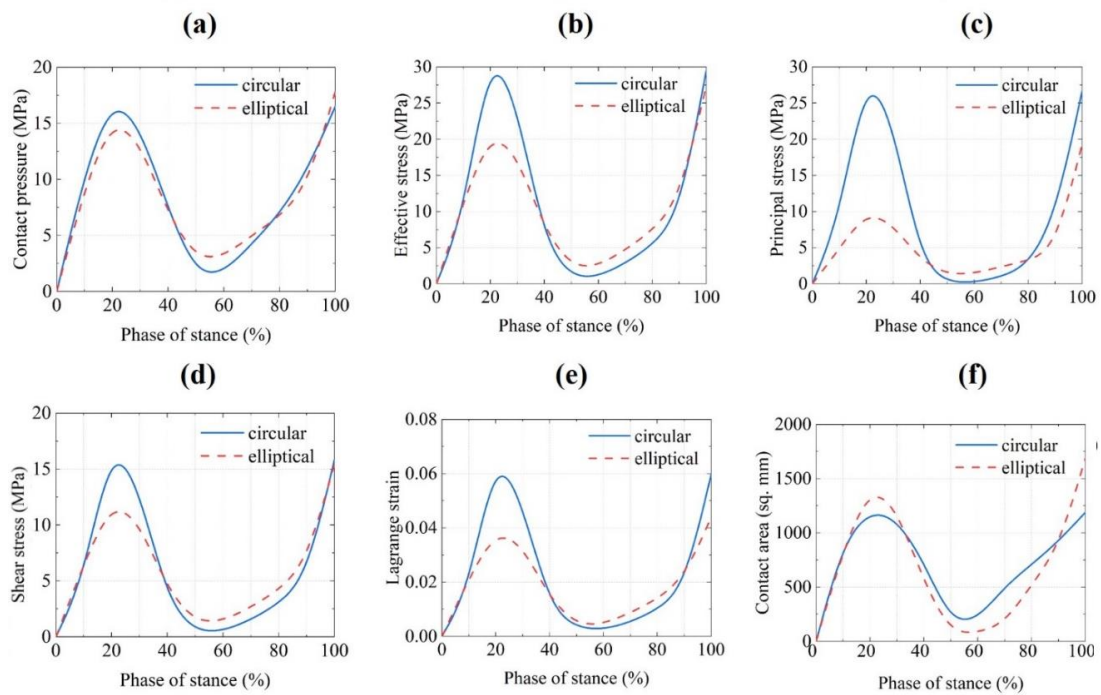 (a)
20
15
10
5
0
Contact pressure (MPa)
circular
elliptical
0 20 40 60 80 100
Phase of stance (%)
(b)
30
25
20
15
10
5
0
Effective stress (MPa)
circular
elliptical
0 20 40 60 80 100
Phase of stance (%)
(c)
30
25
20
15
10
5
0
Principal stress (MPa)
circular
elliptical
0 20 40 60 80 100
Phase of stance (%)
(d)
20
15
10
5
0
Shear stress (MPa)
circular
elliptical
0 20 40 60 80 100
Phase of stance (%)
(e)
0.08
0.06
0.04
0.02
0.00
Lagrange strain
circular
elliptical
0 20 40 60 80 100
Phase of stance (%)
(f)
2000
1500
1000
500
0
Contact area (sq. mm)
circular
elliptical
0 20 40 60 80 100
Phase of stance (%)
(